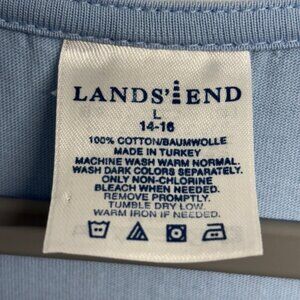 LANDS' END
L
14-16
100% COTTON/BAUMWOLLE
MADE IN TURKEY
MACHINE WASH WARM NORMAL.
WASH DARK COLORS SEPARATELY.
ONLY NON-CHLORINE
BLEACH WHEN NEEDED.
REMOVE PROMPTLY.
TUMBLE DRY LOW.
WARM IRON IF NEEDED.